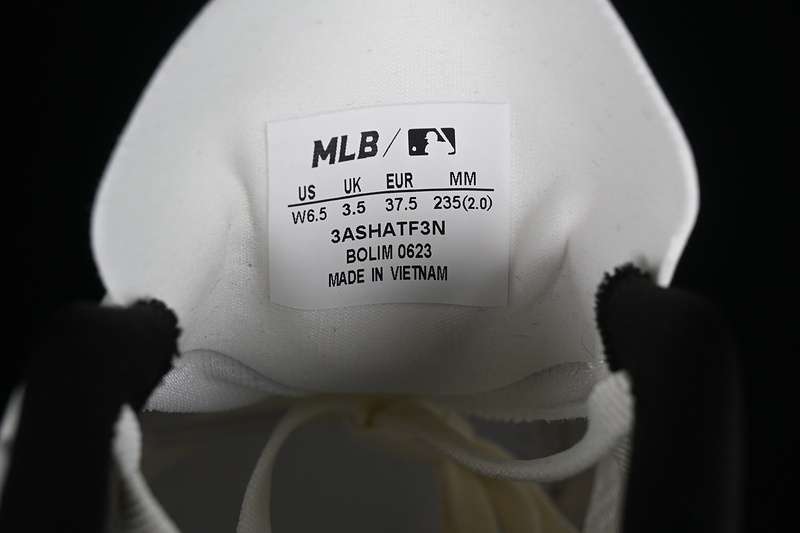 MLB/
US UK EUR MM
W6.5 3.5 37.5 235(2.0)
3ASHATF3N
BOLIM 0623
MADE IN VIETNAM